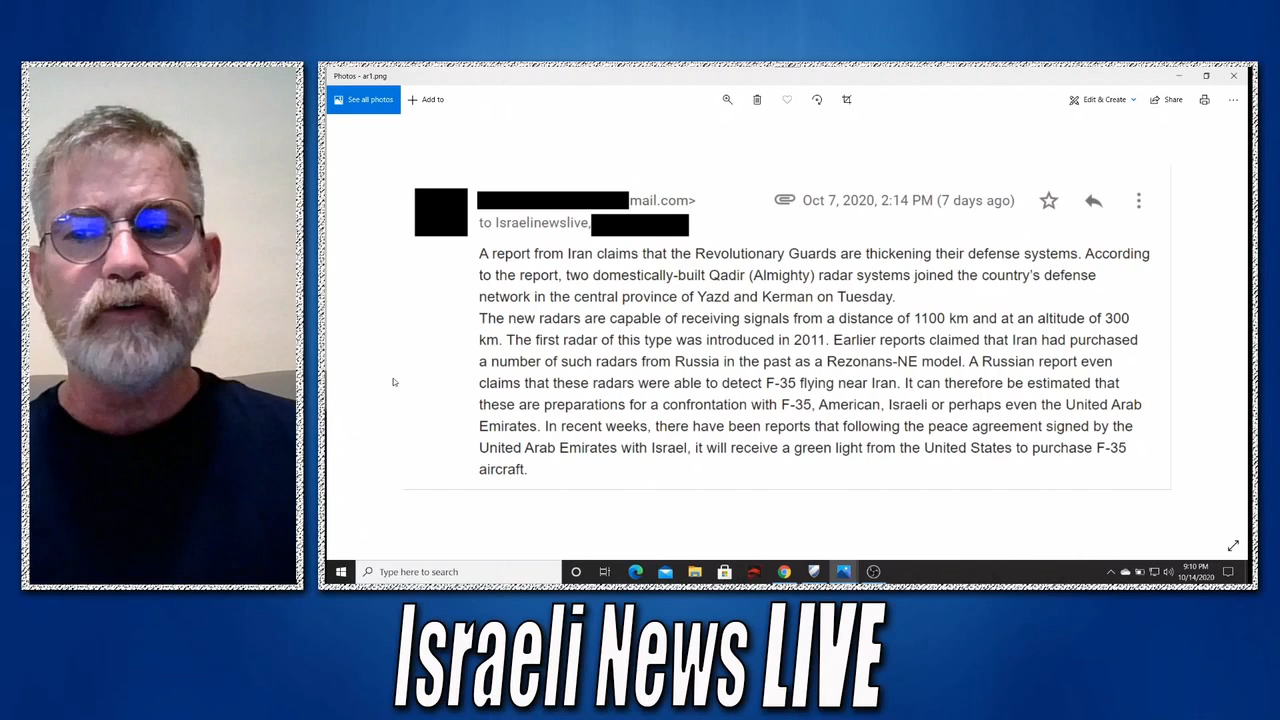 Photos - ar1.png
See all photos
Add to
Edit & Create
Share
mail.com>
Oct 7, 2020, 2:14 PM (7 days ago)
to Israelinewslive,
A report from Iran claims that the Revolutionary Guards are thickening their defense systems. According
to the report, two domestically-built Qadir (Almighty) radar systems joined the country's defense
network in the central province of Yazd and Kerman on Tuesday.
The new radars are capable of receiving signals from a distance of 1100 km and at an altitude of 300
km. The first radar of this type was introduced in 2011. Earlier reports claimed that Iran had purchased
a number of such radars from Russia in the past as a Rezonans-NE model. A Russian report even
claims that these radars were able to detect F-35 flying near Iran. It can therefore be estimated that
these are preparations for a confrontation with F-35, American, Israeli or perhaps even the United Arab
Emirates. In recent weeks, there have been reports that following the peace agreement signed by the
United Arab Emirates with Israel, it will receive a green light from the United States to purchase F-35
aircraft.
Type here to search
9:10 PM
10/14/2020
Israeli News LIVE